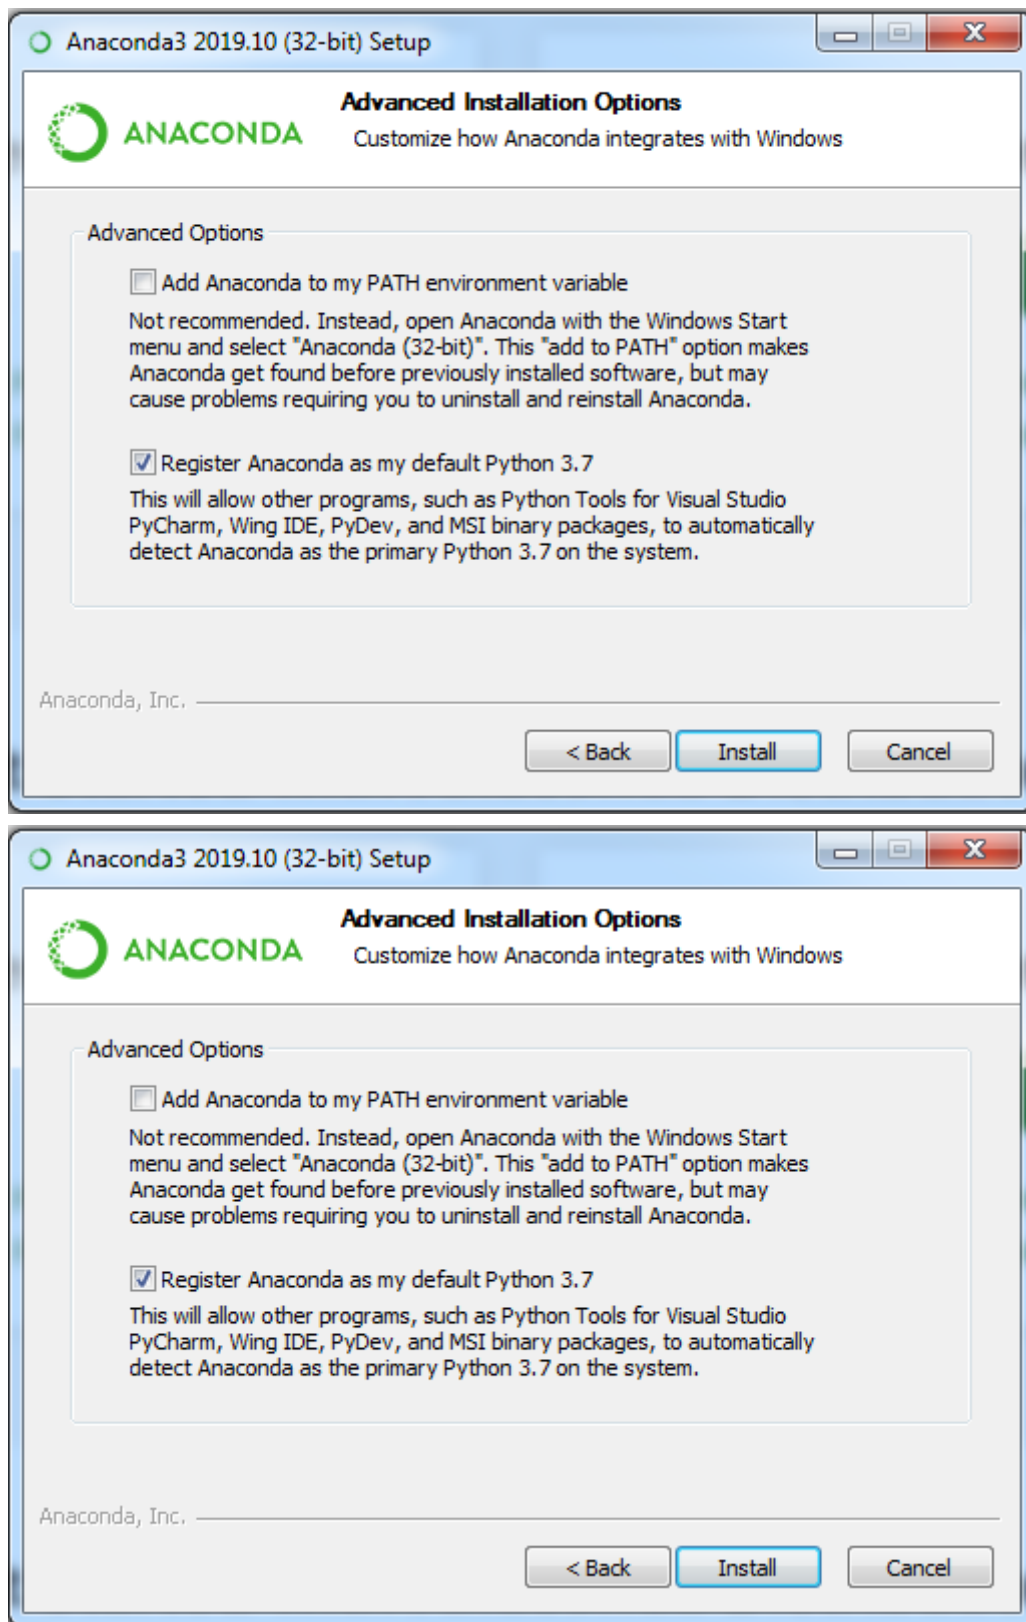 Anaconda3 2019.10 (32-bit) Setup
ANACONDA
Advanced Installation Options
Customize how Anaconda integrates with Windows
Advanced Options
Add Anaconda to my PATH environment variable
Not recommended. Instead, open Anaconda with the Windows Start
menu and select "Anaconda (32-bit)". This "add to PATH" option makes
Anaconda get found before previously installed software, but may
cause problems requiring you to uninstall and reinstall Anaconda.
Register Anaconda as my default Python 3.7
This will allow other programs, such as Python Tools for Visual Studio
PyCharm, Wing IDE, PyDev, and MSI binary packages, to automatically
detect Anaconda as the primary Python 3.7 on the system.
Anaconda, Inc.
< Back
Install
Cancel
Anaconda3 2019.10 (32-bit) Setup
ANACONDA
Advanced Installation Options
Customize how Anaconda integrates with Windows
Advanced Options
Add Anaconda to my PATH environment variable
Not recommended. Instead, open Anaconda with the Windows Start
menu and select "Anaconda (32-bit)". This "add to PATH" option makes
Anaconda get found before previously installed software, but may
cause problems requiring you to uninstall and reinstall Anaconda.
Register Anaconda as my default Python 3.7
This will allow other programs, such as Python Tools for Visual Studio
PyCharm, Wing IDE, PyDev, and MSI binary packages, to automatically
detect Anaconda as the primary Python 3.7 on the system.
Anaconda, Inc.
< Back
Install
Cancel